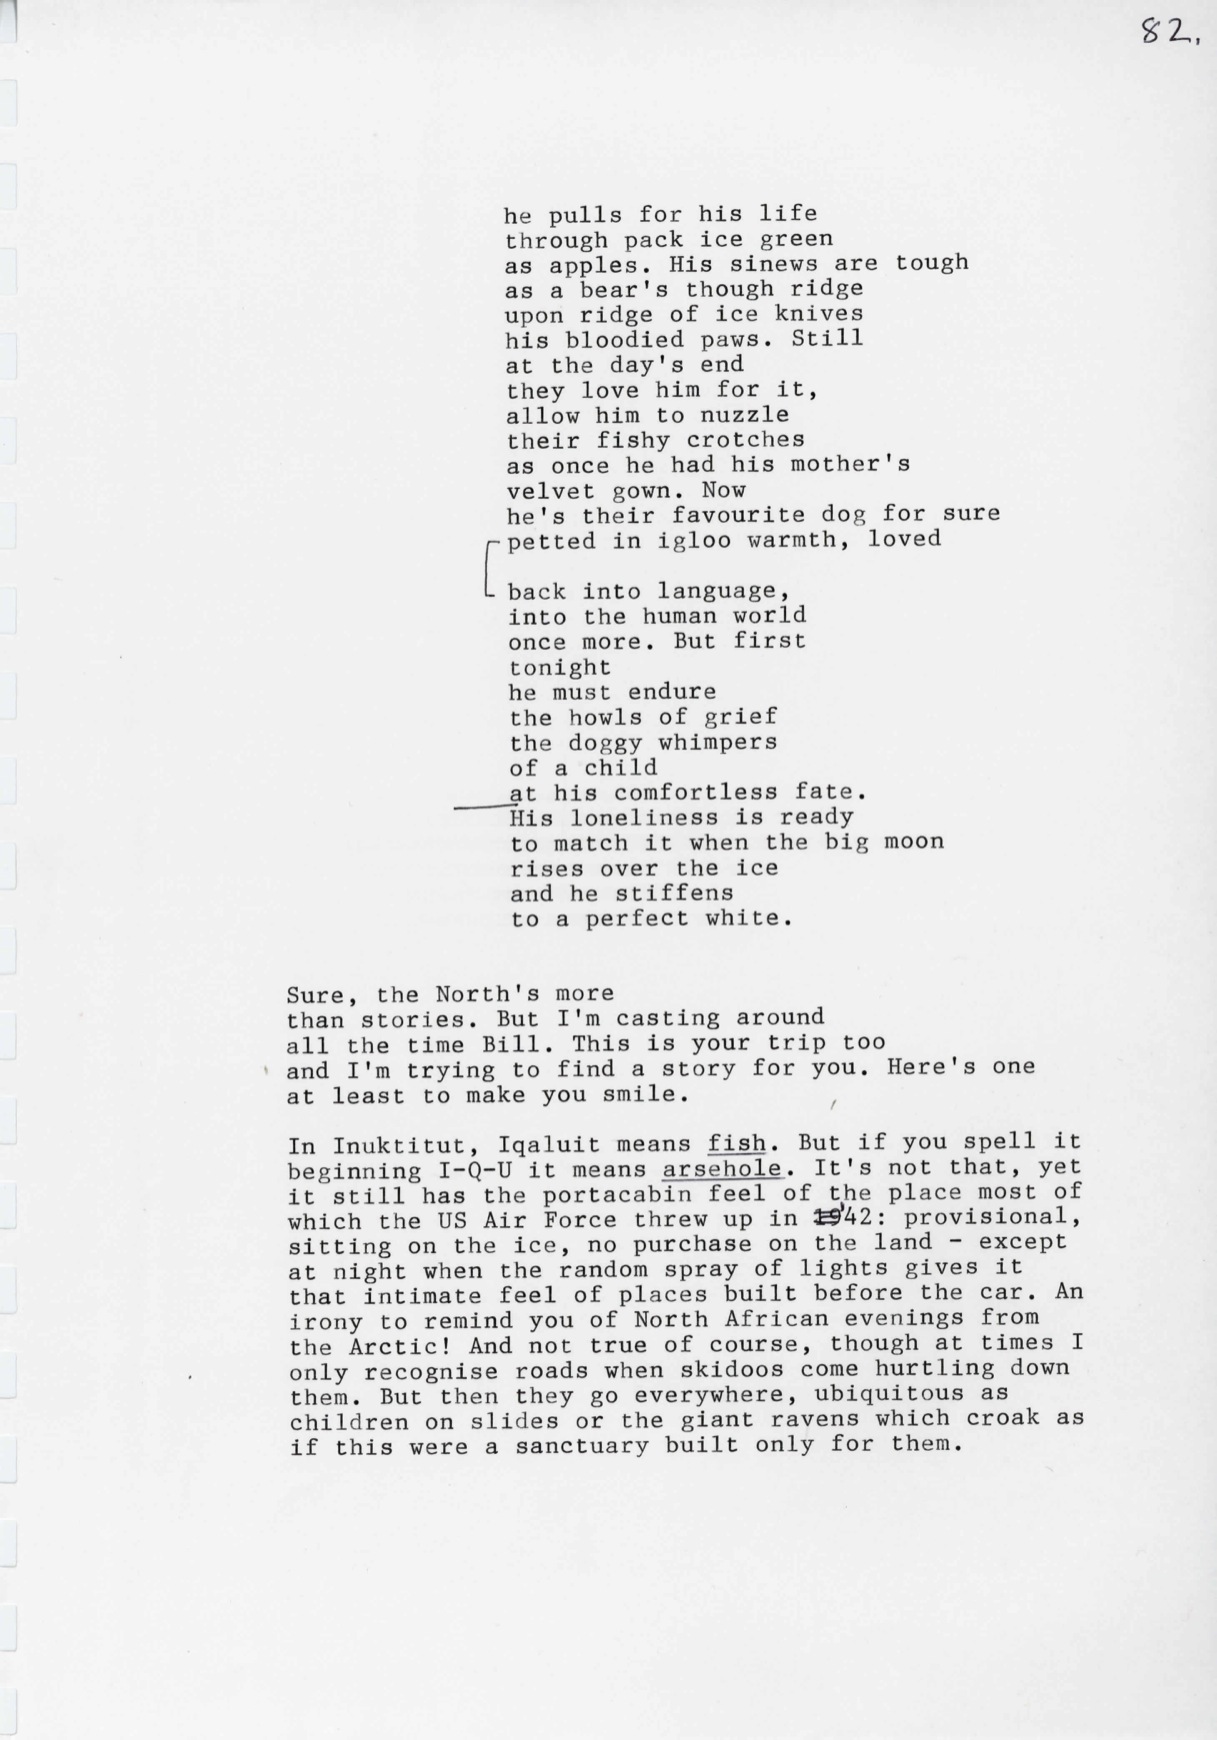 82.
he pulls for his life
through pack ice green
as apples. His sinews are tough
as a bear's though ridge
upon ridge of ice knives
his bloodied paws. Still
at the day's end
they love him for it,
allow him to nuzzle
their fishy crotches
as once he had his mother's
velvet gown. Now
he's their favourite dog for sure
petted in igloo warmth, loved
back into language,
into the human world
once more. But first
tonight
he must endure
the howls of grief
the doggy whimpers
of a child
at his comfortless fate.
His loneliness is ready
to match it when the big moon
rises over the ice
and he stiffens
to a perfect white.
Sure, the North's more
than stories. But I'm casting around
all the time Bill. This is your trip too
and I'm trying to find a story for you. Here's one
at least to make you smile.
In Inuktitut, Iqaluit means fish. But if you spell it
beginning I-Q-U it means arsehole. It's not that, yet
it still has the portacabin feel of the place most of
which the US Air Force threw up in '42: provisional,
sitting on the ice, no purchase on the land - except
at night when the random spray of lights gives it
that intimate feel of places built before the car. An
irony to remind you of North African evenings from
the Arctic! And not true of course, though at times I
only recognise roads when skidoos come hurtling down
them. But then they go everywhere, ubiquitous as
children on slides or the giant ravens which croak as
if this were a sanctuary built only for them.